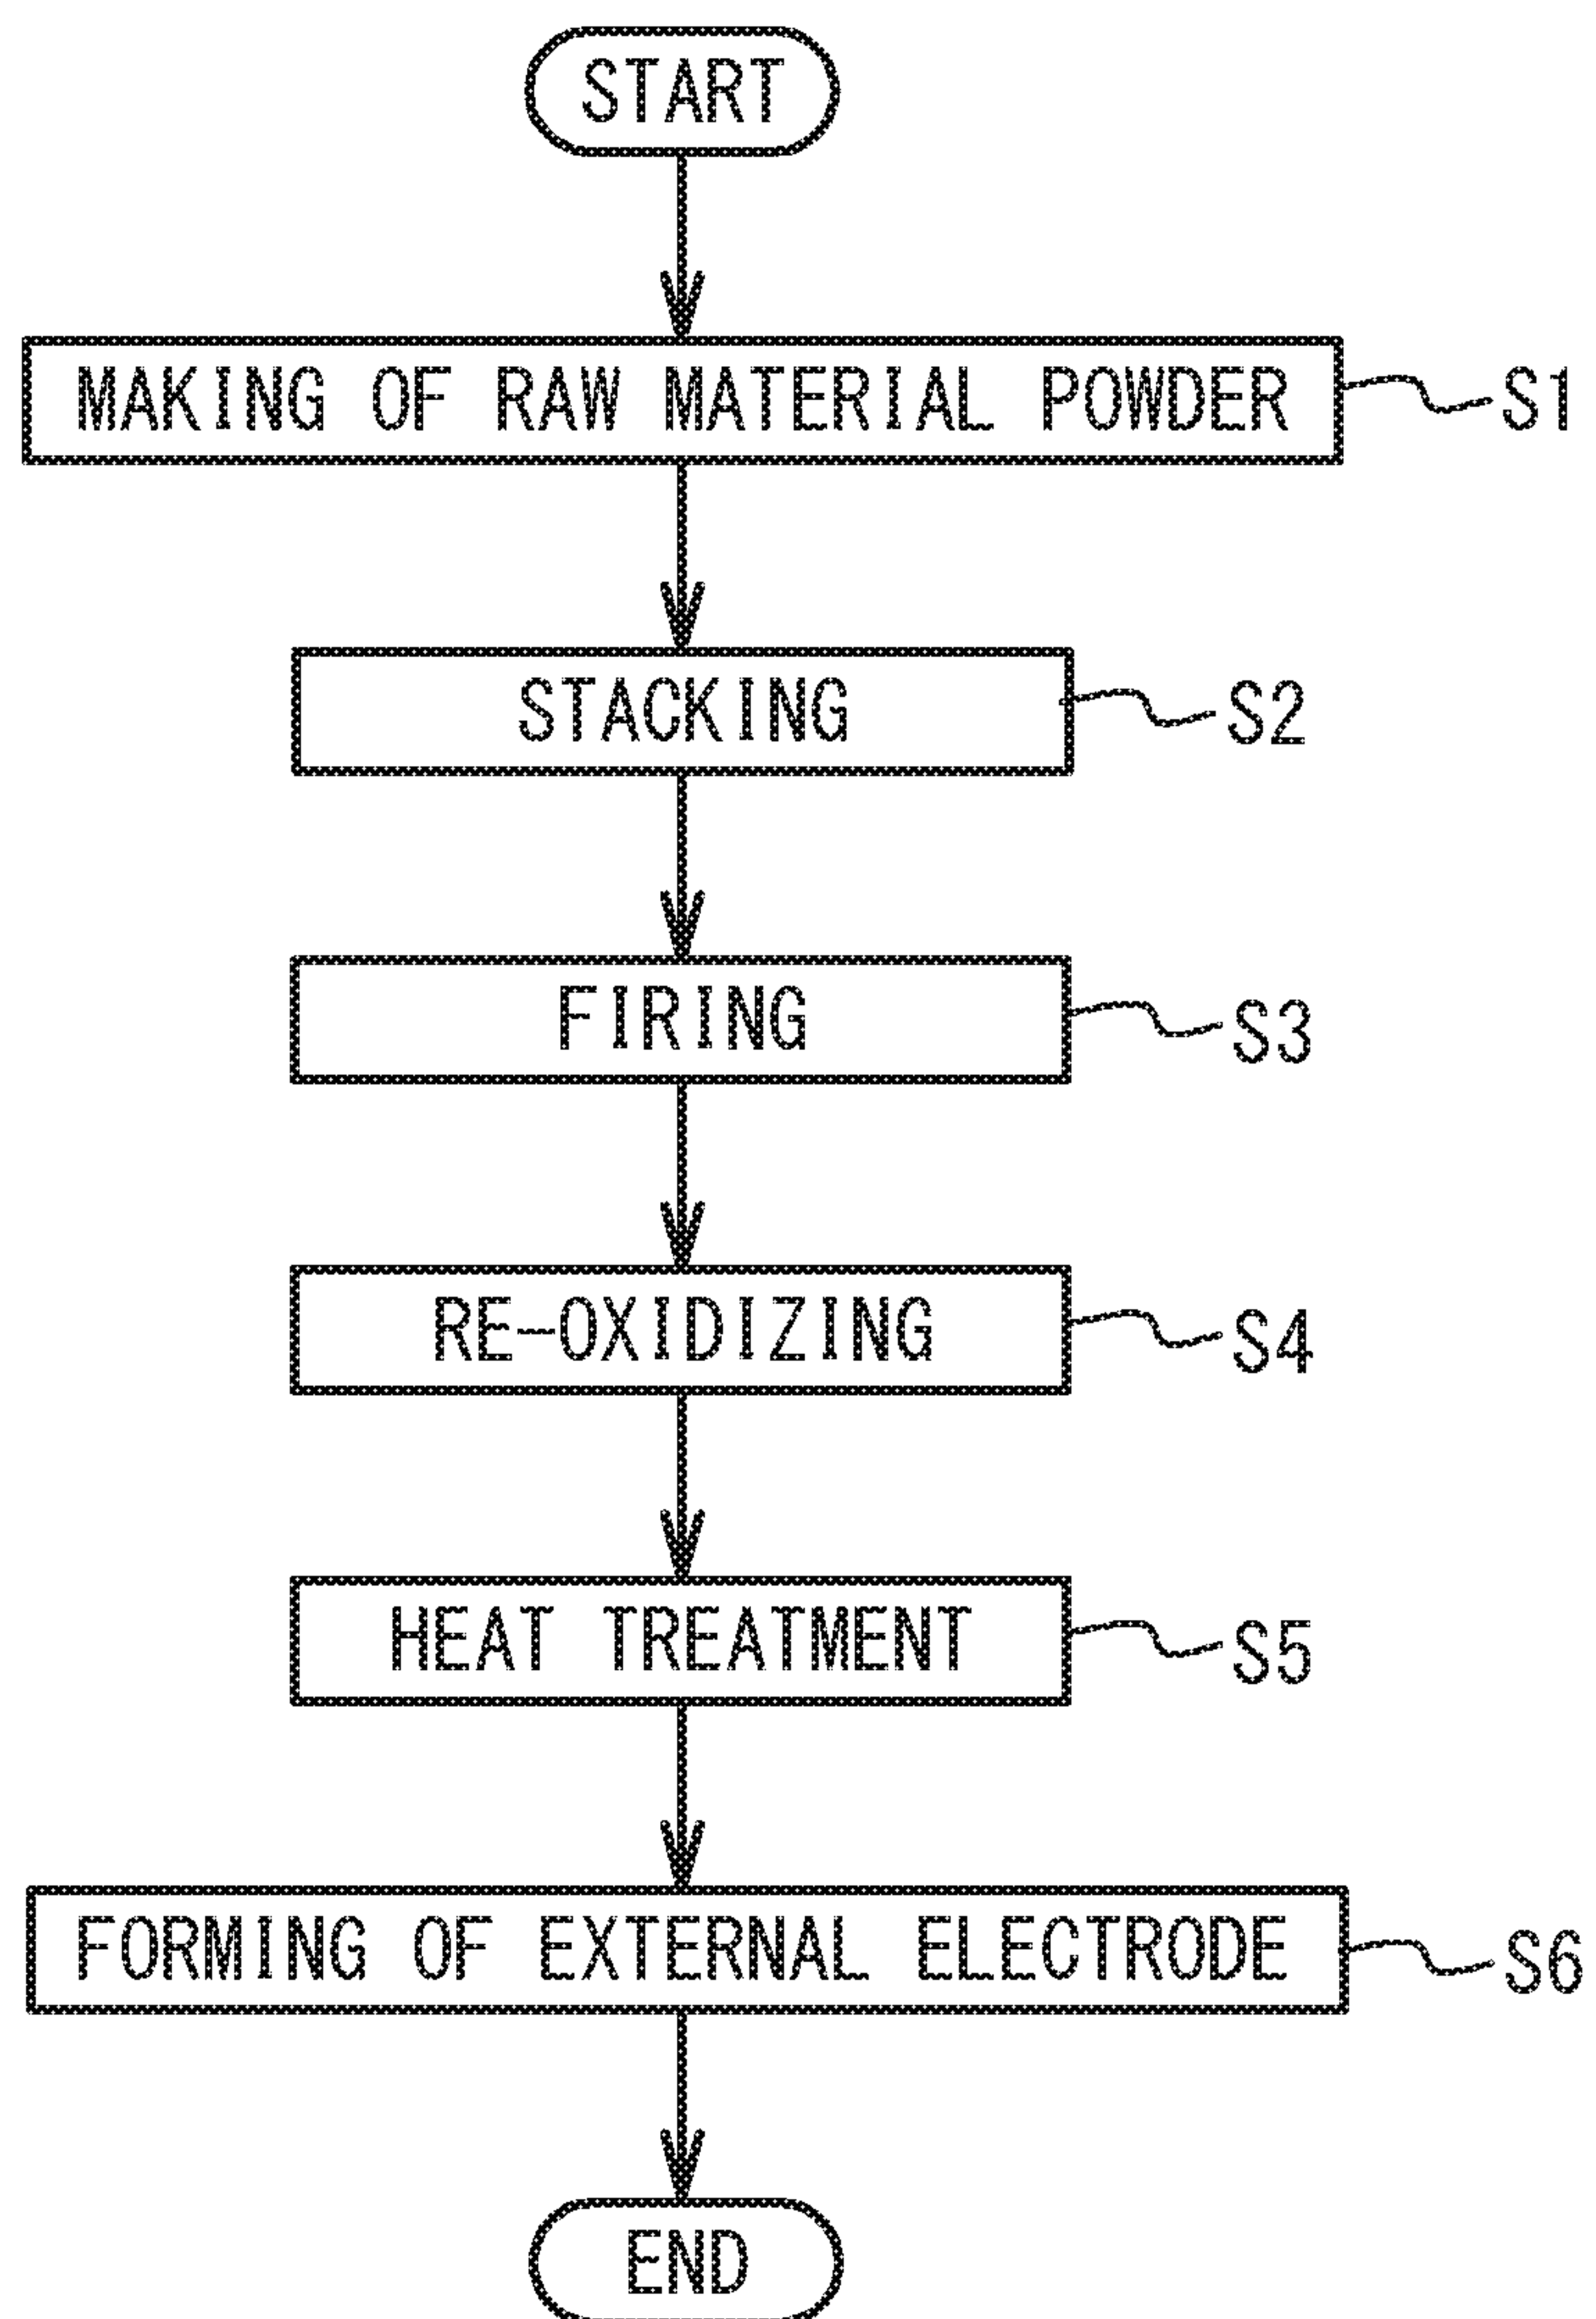 START
MAKING OF RAW MATERIAL POWDER
S1
STACKING
S2
FIRING
S3
RE-OXIDIZING
S4
HEAT TREATMENT
S5
FORMING OF EXTERNAL ELECTRODE
S6
END